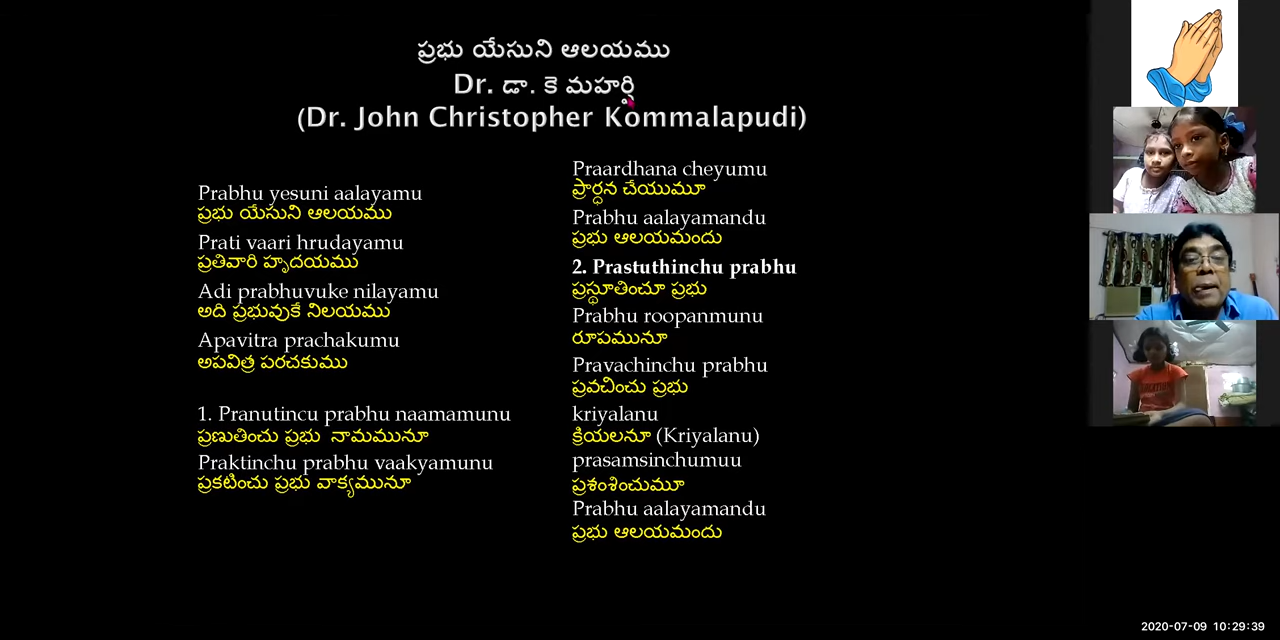 ప్రభు యేసుని ఆలయము
Dr. డా. కె మహర్షి
(Dr. John Christopher Kommalapudi)
Prabhu yesuni aalayamu
ప్రభు యేసుని ఆలయము
Prati vaari hrudayamu
ప్రతివారి హృదయము
Adi prabhuvuke nilayamu
అది ప్రభువుకే నిలయము
Apavitra prachakumu
అపవిత్ర పరచకుము
1. Pranutincu prabhu naamamunu
ప్రణుతించు ప్రభు నామమునూ
Praktinchu prabhu vaakyamunu
ప్రకటించు ప్రభు వాక్యమునూ
Praardhana cheyumu
ప్రార్ధన చేయుమూ
Prabhu aalayamandu
ప్రభు ఆలయమందు
2. Prastuthinchu prabhu
ప్రస్థూతించూ ప్రభు
Prabhu roopanmunu
రూపమునూ
Pravachinchu prabhu
ప్రవచించు ప్రభు
kriyalanu
క్రియలనూ (Kriyalanu)
prasamsinchumuu
ప్రశంశించుమూ
Prabhu aalayamandu
ప్రభు ఆలయమందు
2020-07-09 10:29:39